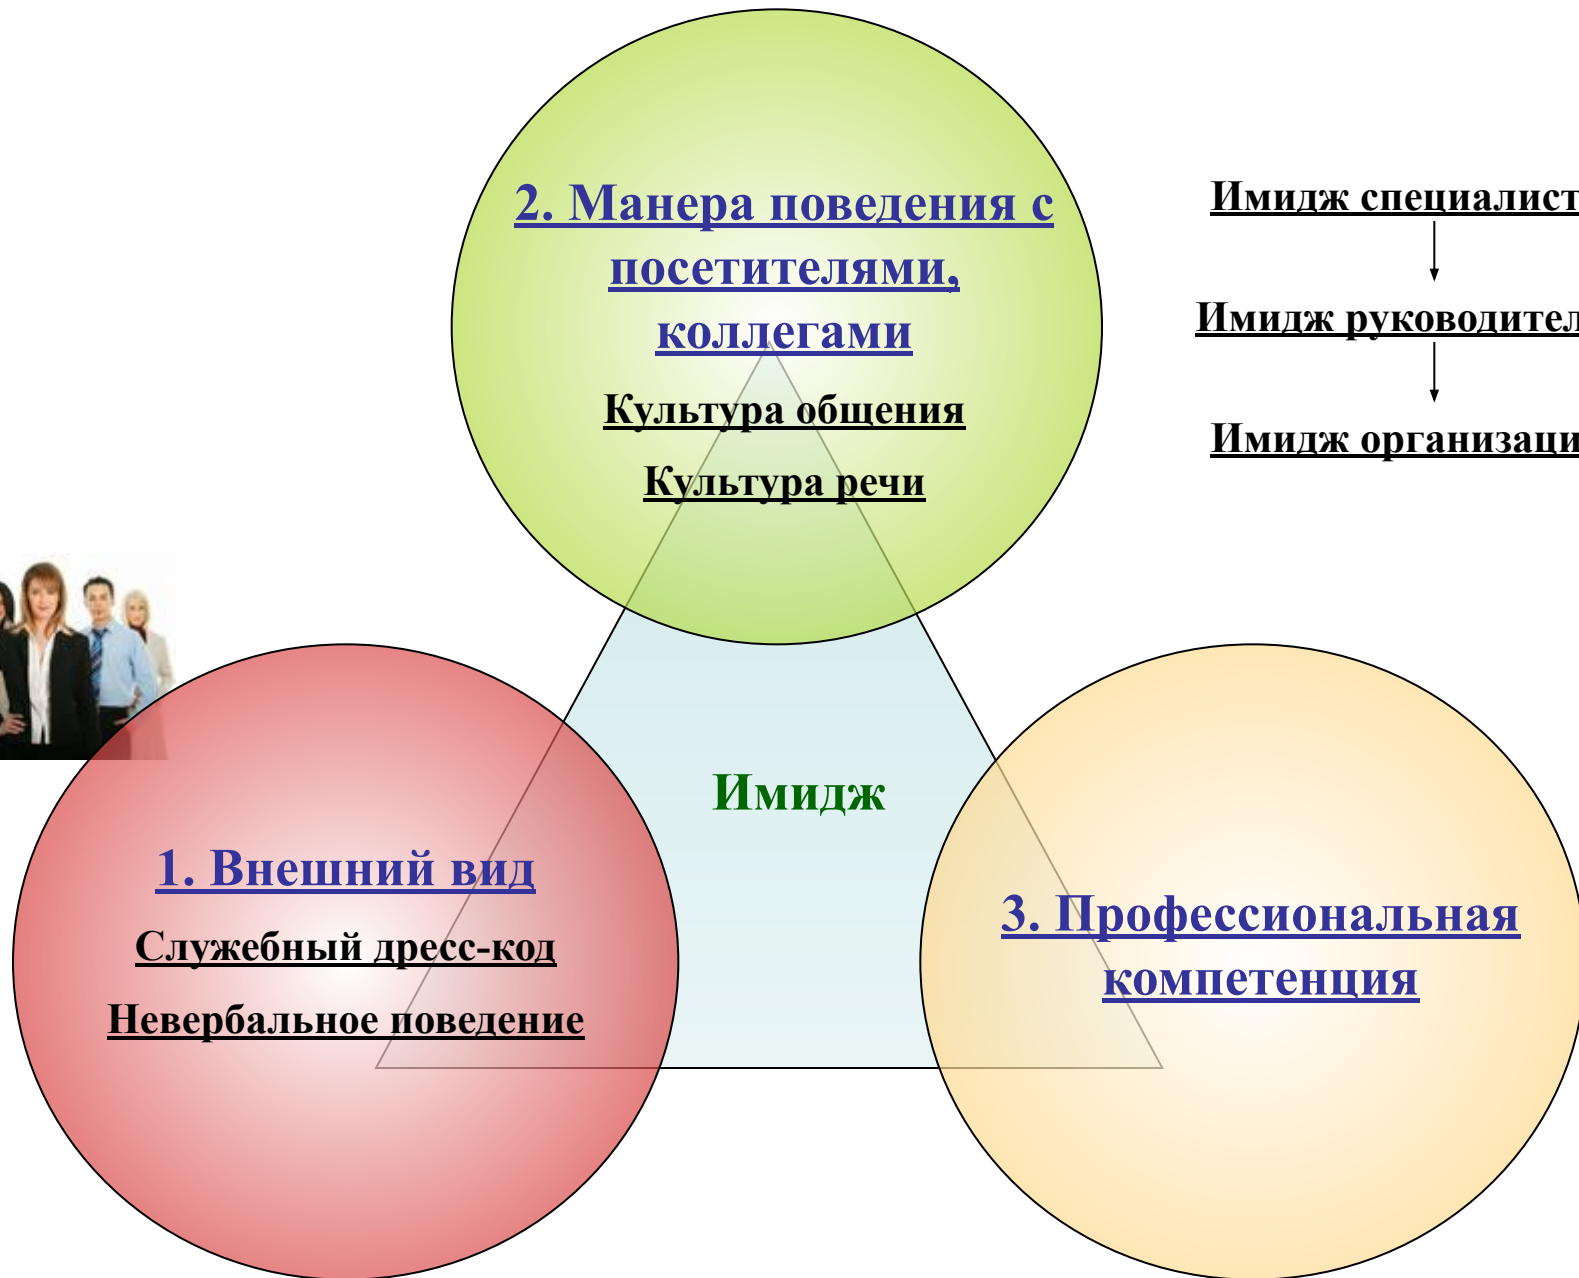 2. Манера поведения с
посетителями,
коллегами
Культура общения
Культура речи
Имидж специалист
Имидж руководител
Имидж организаци
Имидж
1. Внешний вид
Служебный дресс-код
Невербальное поведение
3. Профессиональная
компетенция